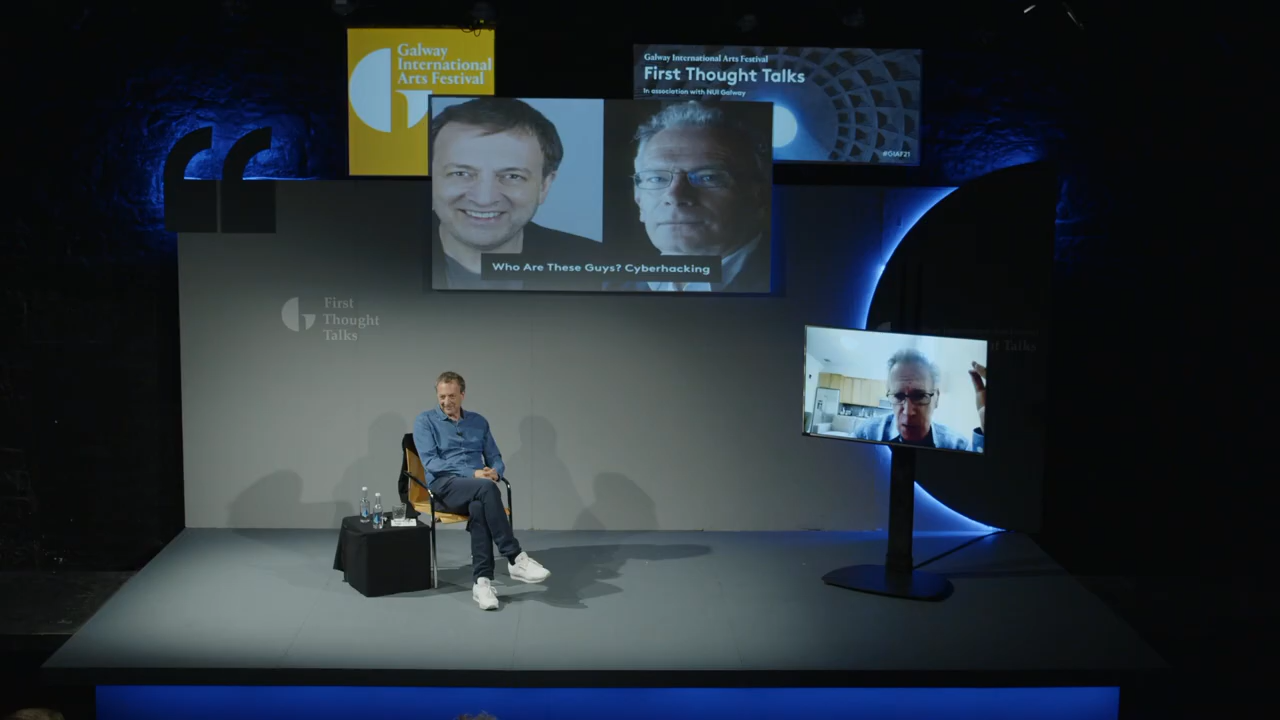 Galway
International
Arts Festival
Galway International Arts Festival
First Thought Talks
In association with NUI Galway
#GIAF21
Who Are These Guys? Cyberhacking
First
Thought
Talks